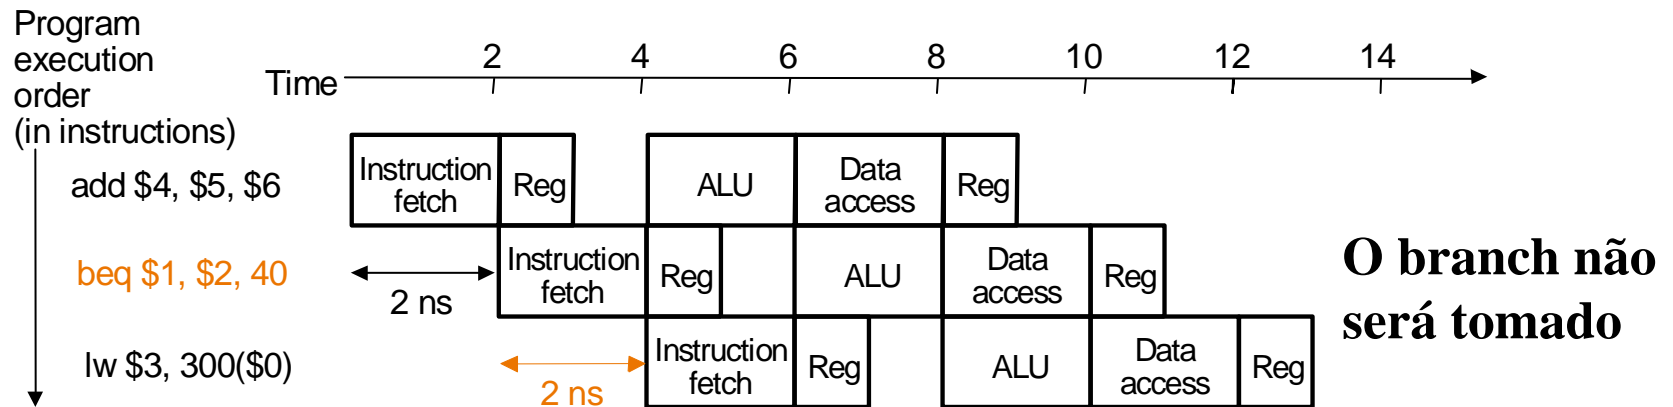 Program
execution
order
(in instructions)
Time
2 4 6 8 10 12 14
add $4, $5, $6
Instruction
fetch
Reg
ALU
Data
access
Reg
beq $1, $2, 40
2 ns
Instruction
fetch
Reg
ALU
Data
access
Reg
lw $3, 300($0)
2 ns
Instruction
fetch
Reg
ALU
Data
access
Reg
O branch não
será tomado